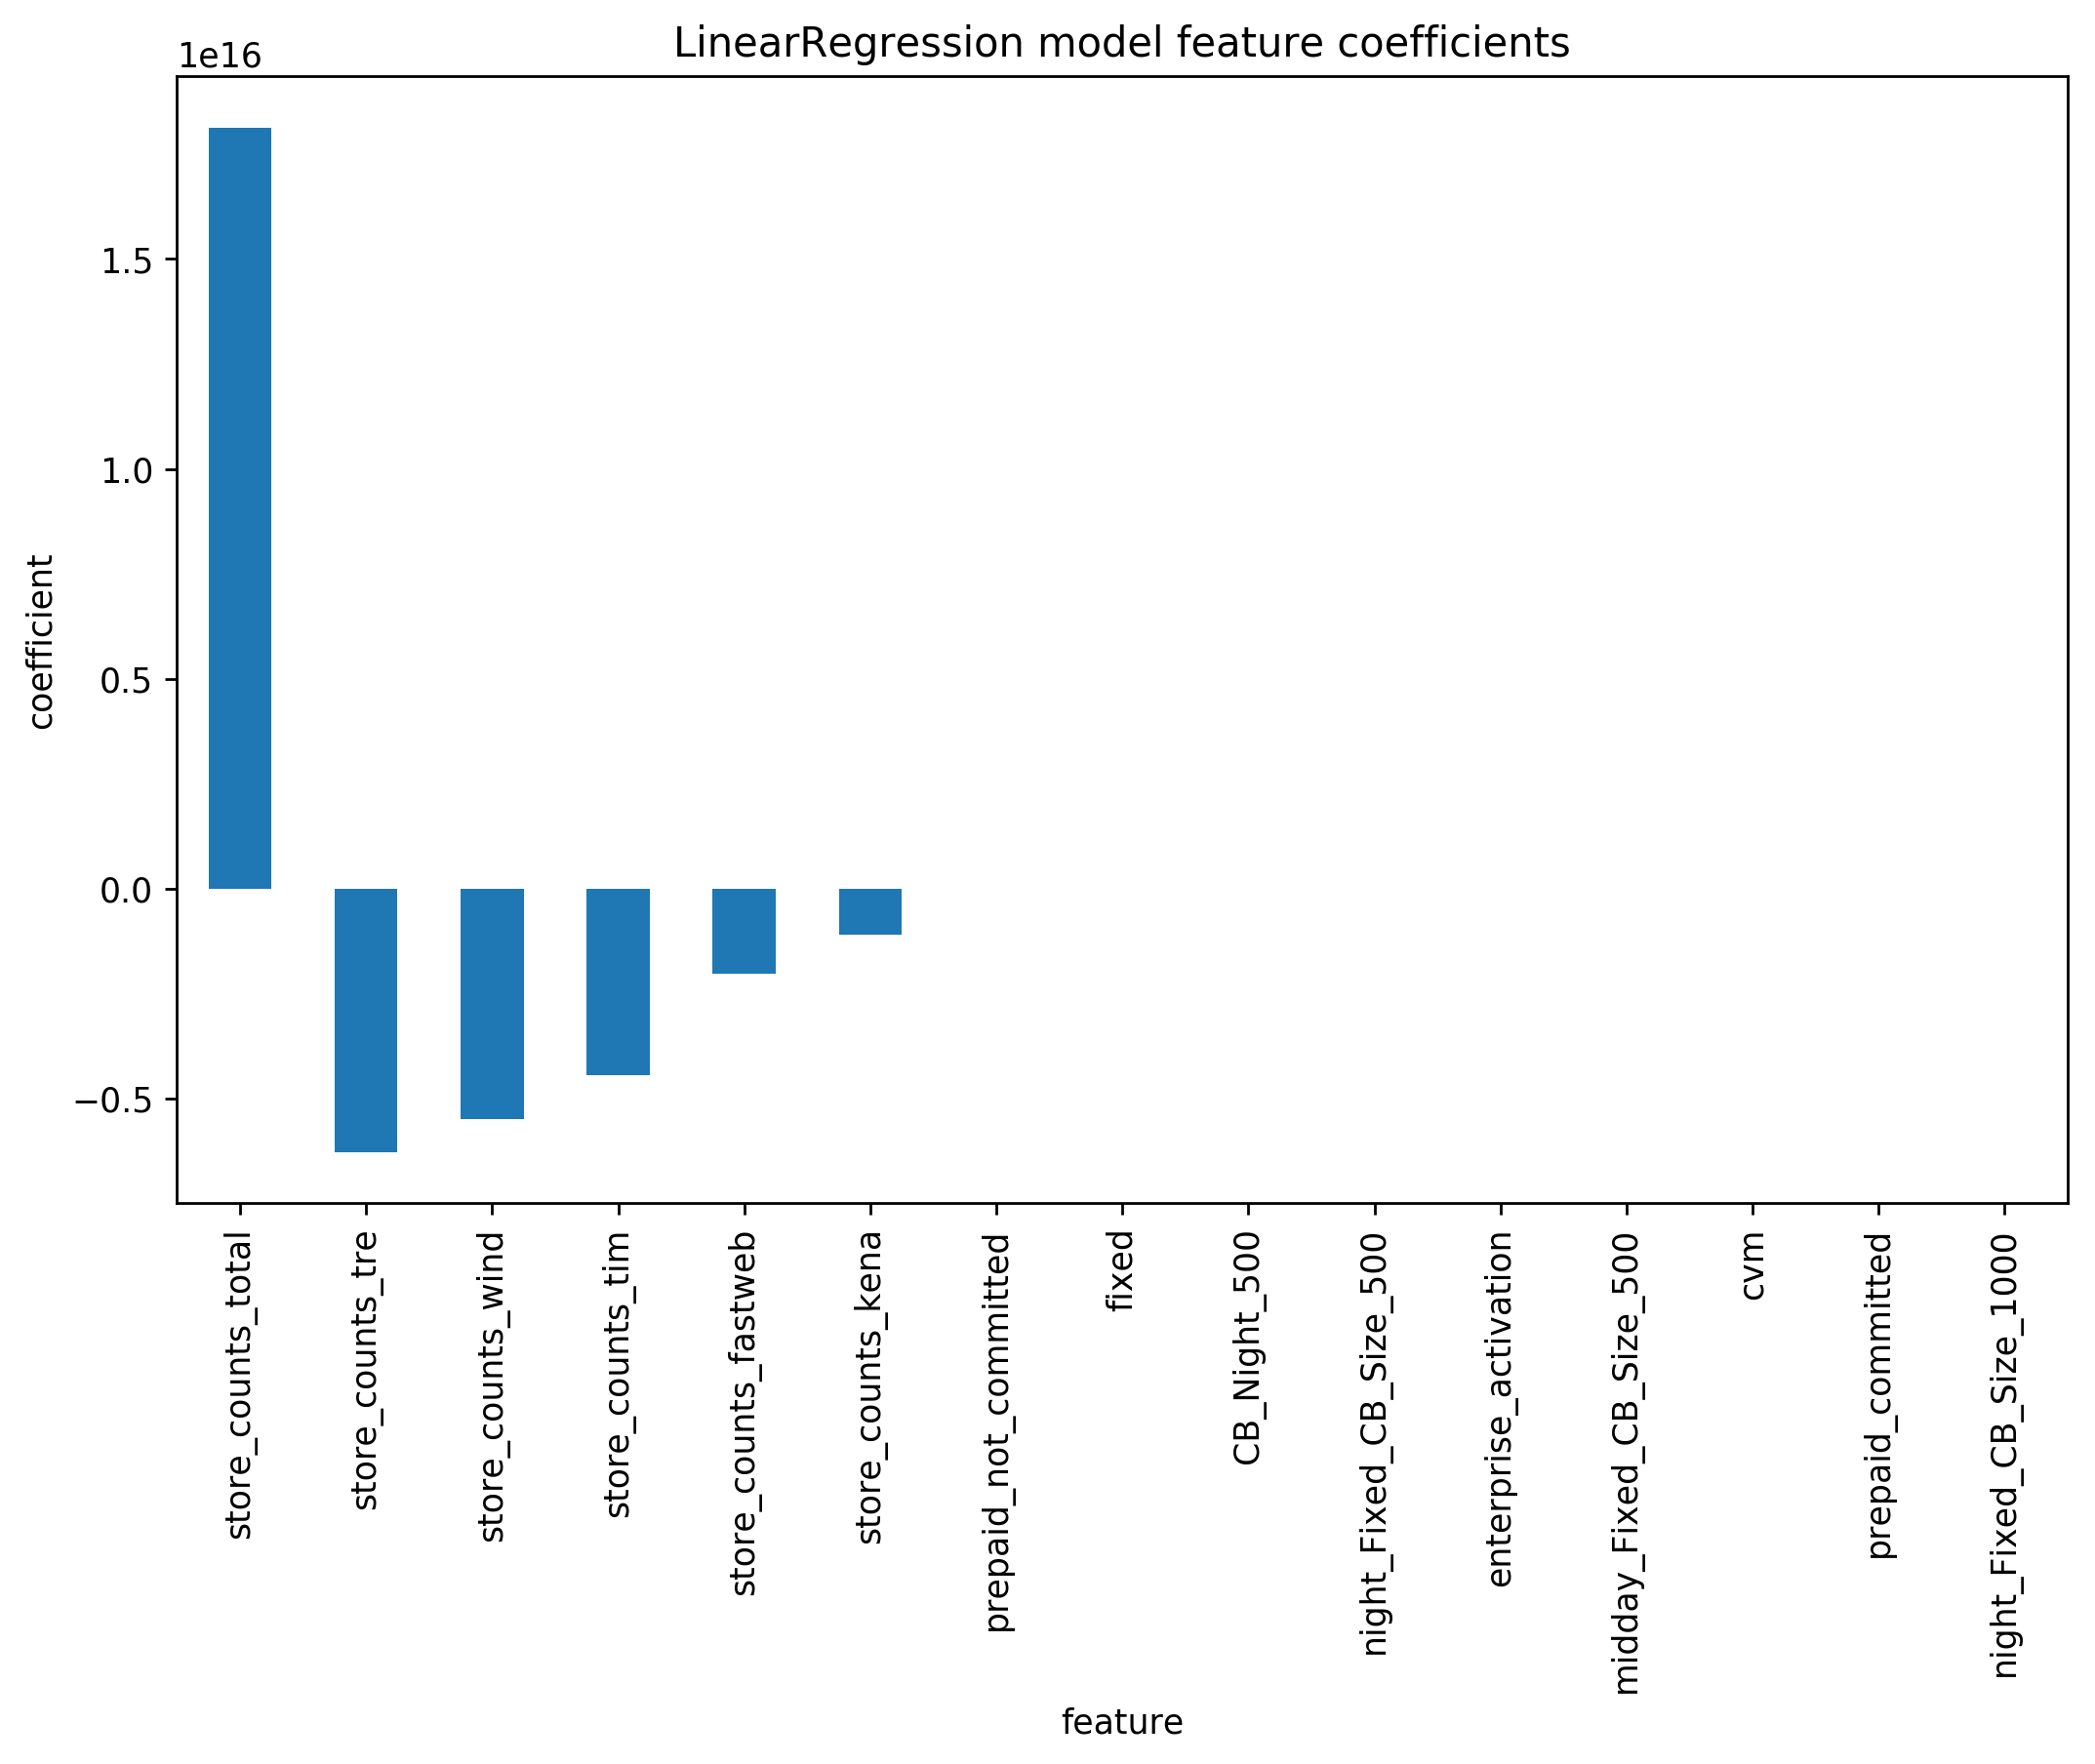 LinearRegression model feature coefficients
1e16
1.5
1.0
0.5
0.0
−0.5
coefficient
store_counts_total
store_counts_tre
store_counts_wind
store_counts_tim
store_counts_fastweb
store_counts_kena
prepaid_not_committed
fixed
CB_Night_500
night_Fixed_CB_Size_500
enterprise_activation
midday_Fixed_CB_Size_500
cvm
prepaid_committed
night_Fixed_CB_Size_1000
feature